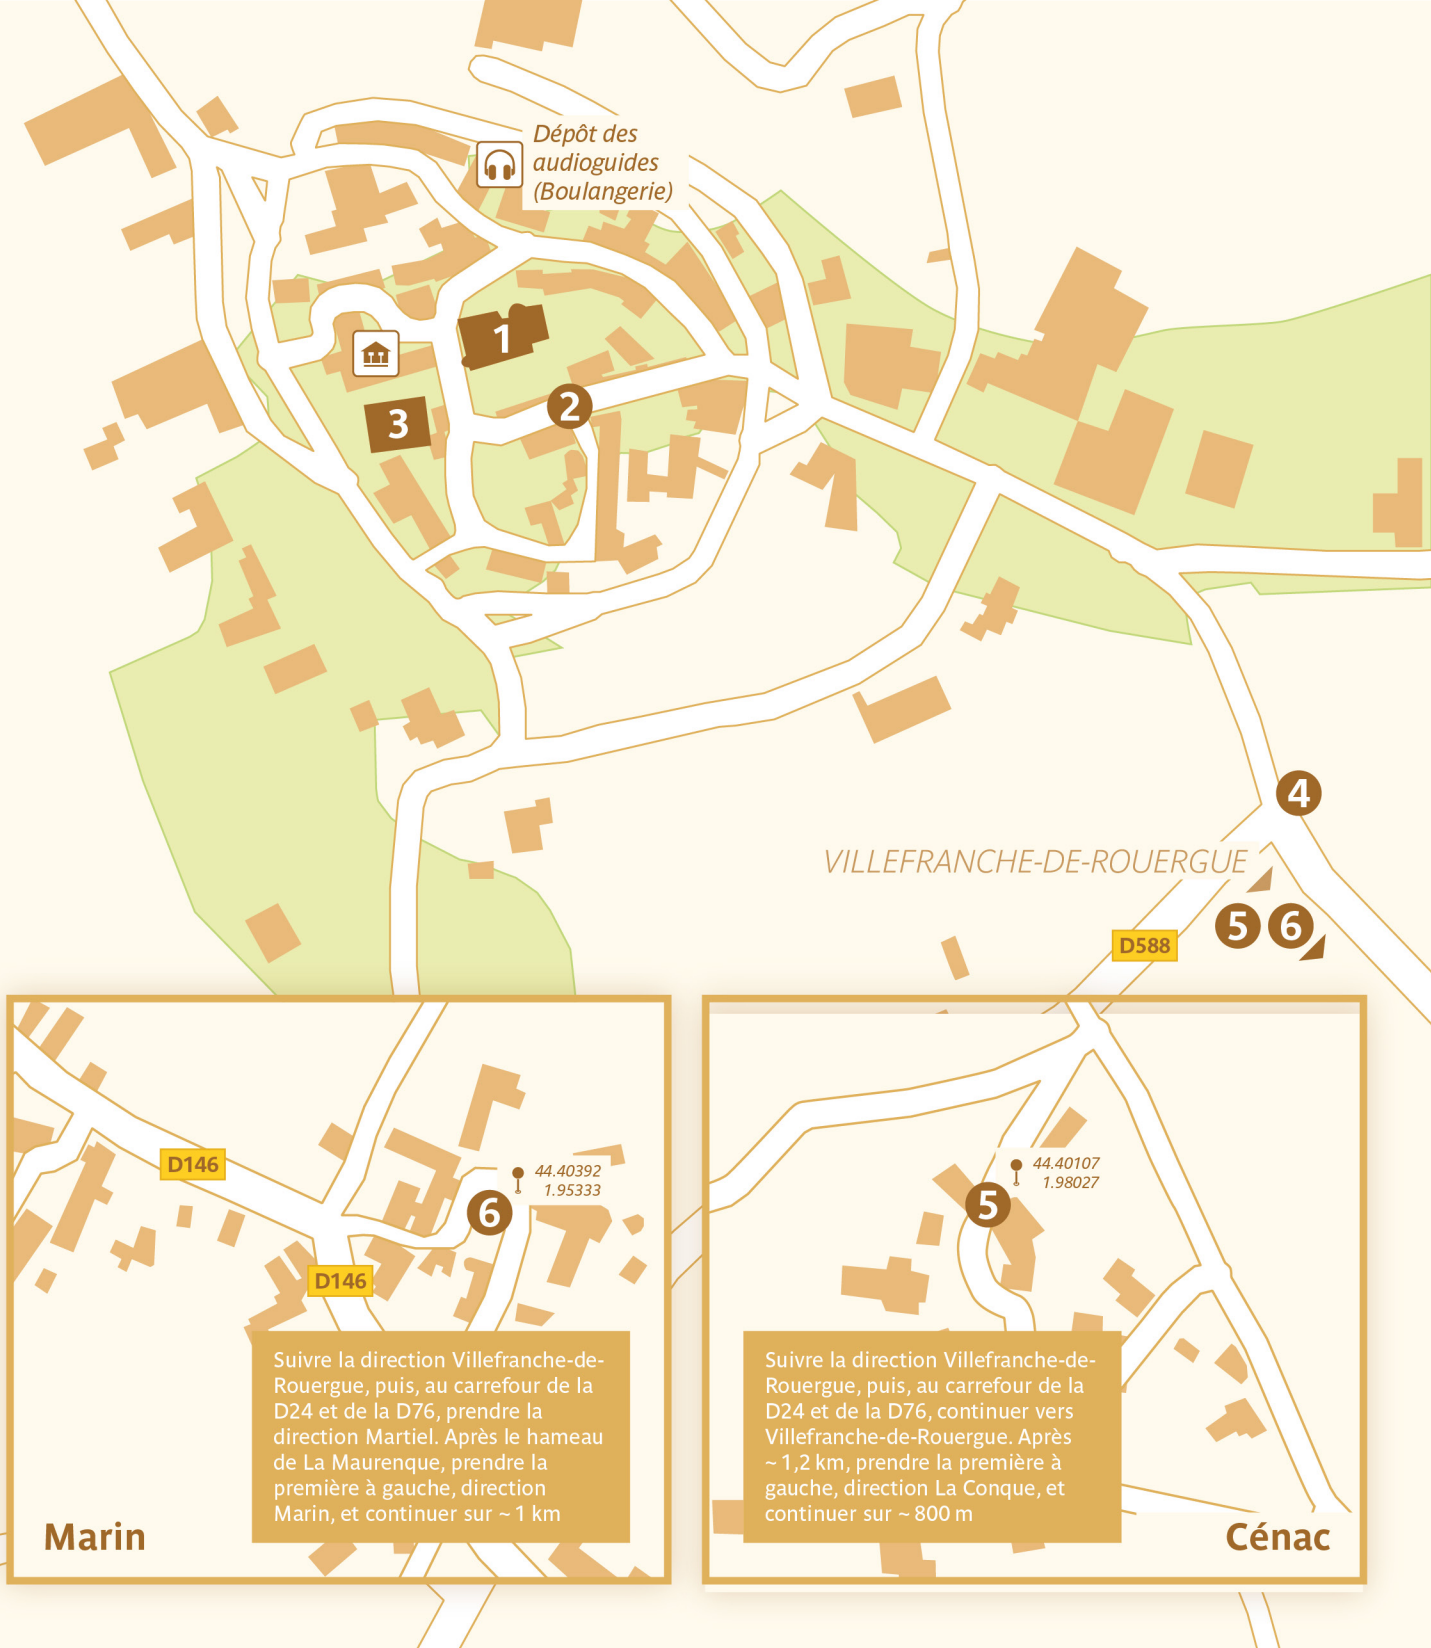 Dépôt des
audioguides
(Boulangerie)
1
2
3
4
VILLEFRANCHE-DE-ROUERGUE
5 6
D588
D146
44.40392
1.95333
6
D146
Suivre la direction Villefranche-de-
Rouergue, puis, au carrefour de la
D24 et de la D76, prendre la
direction Martiel. Après le hameau
de La Maurenque, prendre la
première à gauche, direction
Marin, et continuer sur ~ 1 km
Marin
44.40107
1.98027
5
Suivre la direction Villefranche-de-
Rouergue, puis, au carrefour de la
D24 et de la D76, continuer vers
Villefranche-de-Rouergue. Après
~ 1,2 km, prendre la première à
gauche, direction La Conque, et
continuer sur ~ 800 m
Cénac